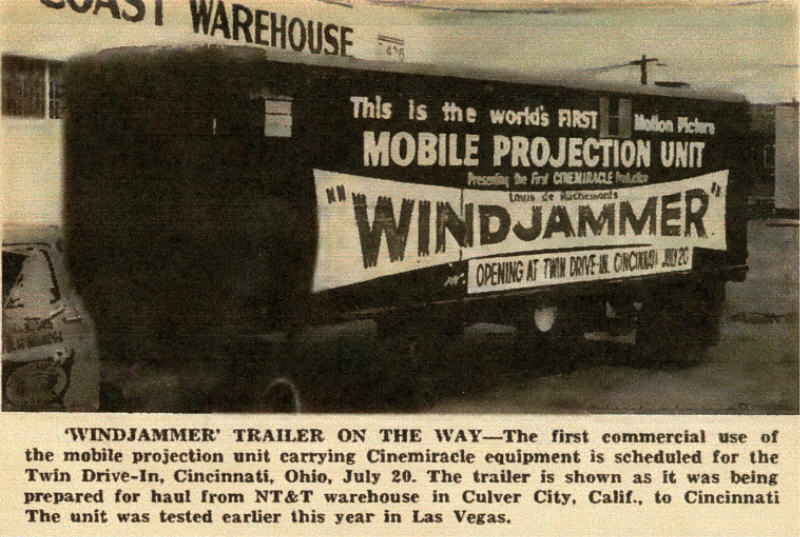 COAST WAREHOUSE
This is the world's FIRST Motion Picture
MOBILE PROJECTION UNIT
Presenting the First CINEMIRACLE Production
Louis de Rochemont's
"WINDJAMMER"
OPENING AT TWIN DRIVE-IN. CINCINNATI JULY 20
'WINDJAMMER' TRAILER ON THE WAY—The first commercial use of
the mobile projection unit carrying Cinemiracle equipment is scheduled for the
Twin Drive-In, Cincinnati, Ohio, July 20. The trailer is shown as it was being
prepared for haul from NT&T warehouse in Culver City, Calif., to Cincinnati
The unit was tested earlier this year in Las Vegas.